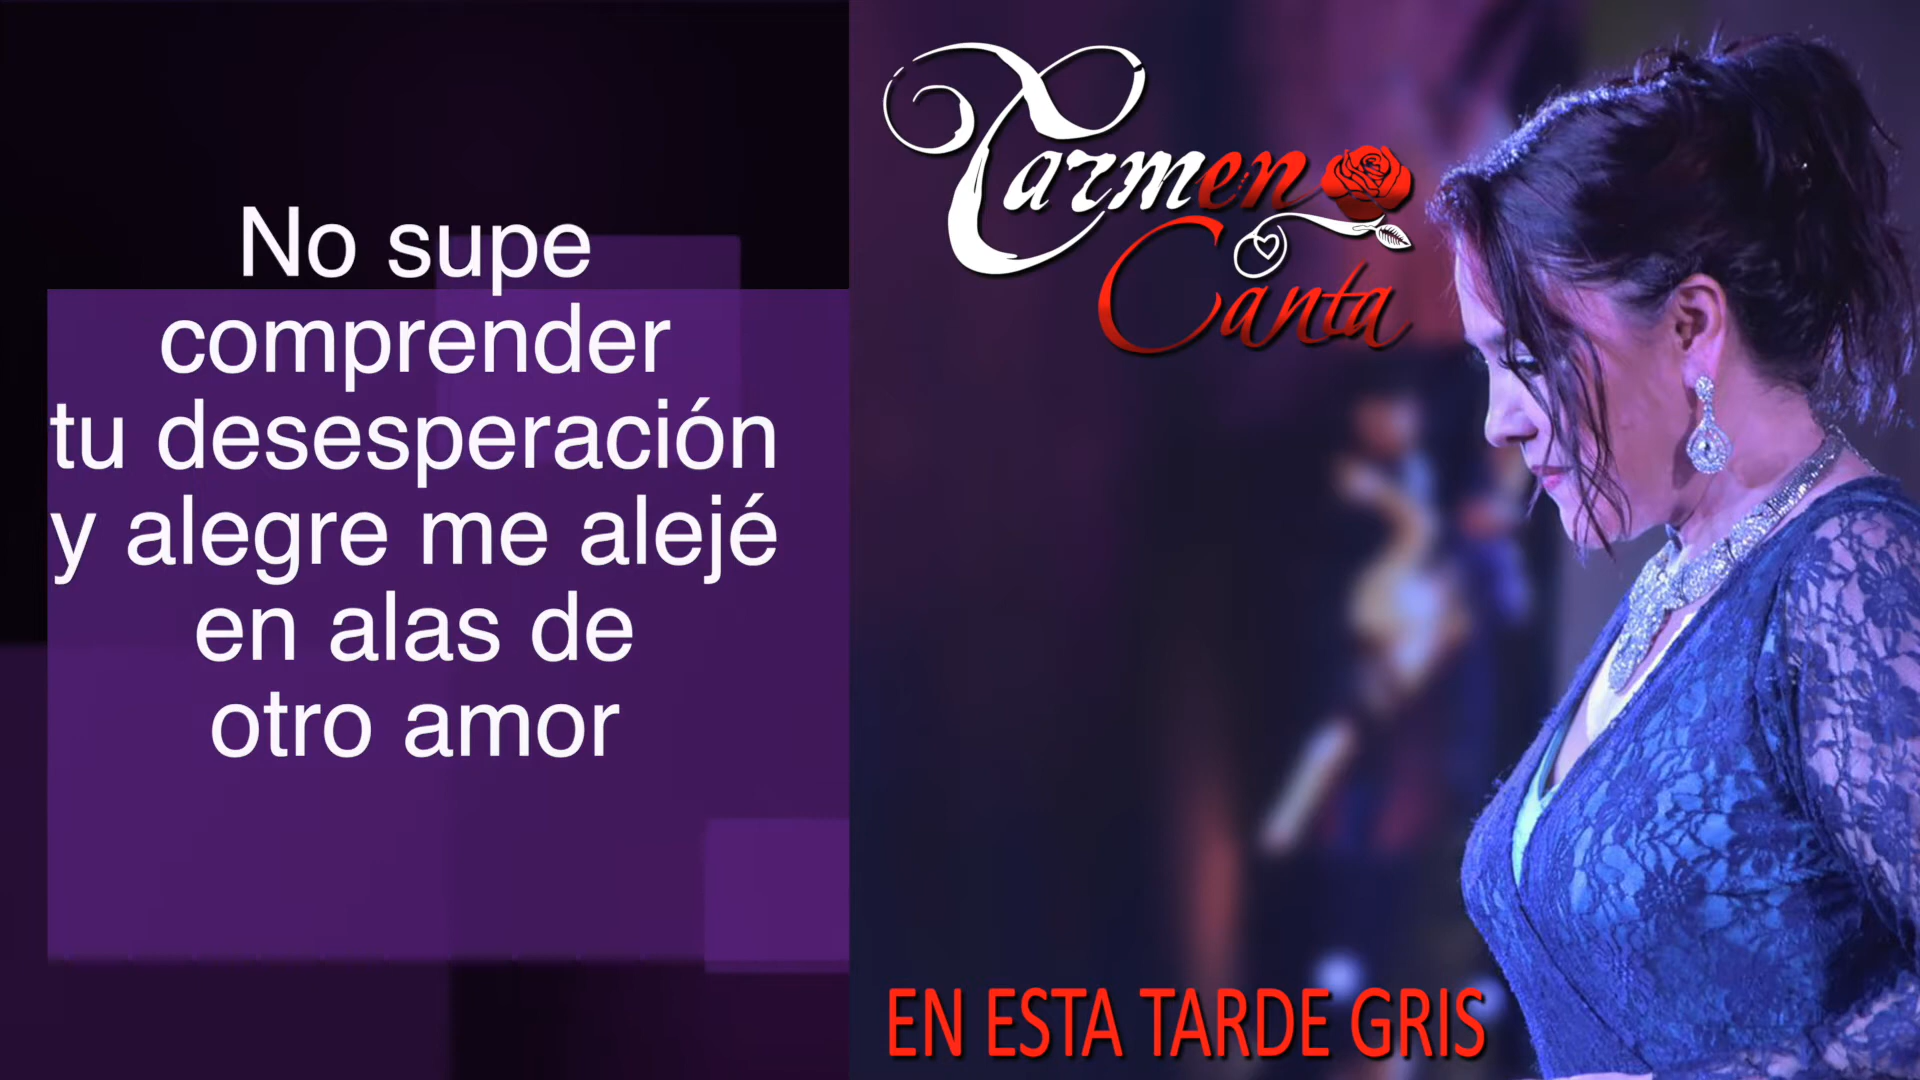 No supe
comprender
tu desesperación
y alegre me alejé
en alas de
otro amor
Carmen
Canta
EN ESTA TARDE GRIS